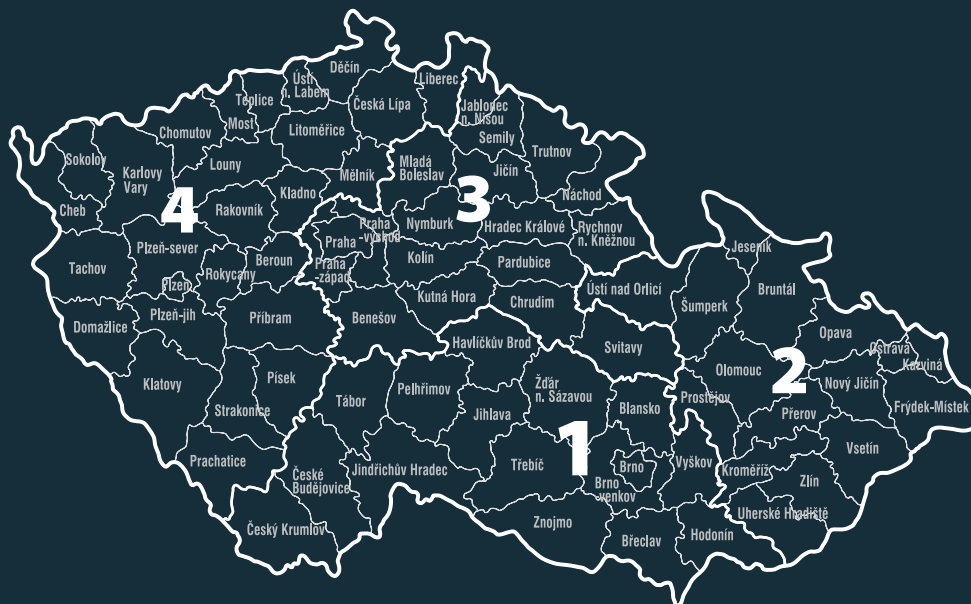 Děčín
Ústí
n. Labem
Liberec
Teplice
Česká Lípa
Jablonec
n. Nisou
Most
Chomutov
Litoměřice
Semily
Trutnov
Sokolov
Karlovy
Vary
Louny
Mělník
Mladá
Boleslav
Jičín
Kladno
Náchod
4
3
Cheb
Rakovník
Praha
-východ
Nymburk
Hradec Králové
Rychnov
n. Kněžnou
Praha
Plzeň-sever
Jeseník
Tachov
Rokycany
Beroun
Praha
-západ
Kolín
Pardubice
Plzeň
Ústí nad Orlicí
Bruntál
Kutná Hora
Chrudim
Šumperk
Domažlice
Plzeň-jih
Příbram
Benešov
Opava
Havlíčkův Brod
Svitavy
Ostrava
Karviná
2
Olomouc
Klatovy
Písek
Pelhřimov
Žďár
n. Sázavou
Nový Jičín
Tábor
Prostějov
Strakonice
Jihlava
Blansko
Přerov
Frýdek-Místek
1
Vsetín
Prachatice
České
Budějovice
Jindřichův Hradec
Třebíč
Brno
Vyškov
Kroměříž
Brno
venkov
Zlín
Uherské Hradiště
Český Krumlov
Znojmo
Břeclav
Hodonín